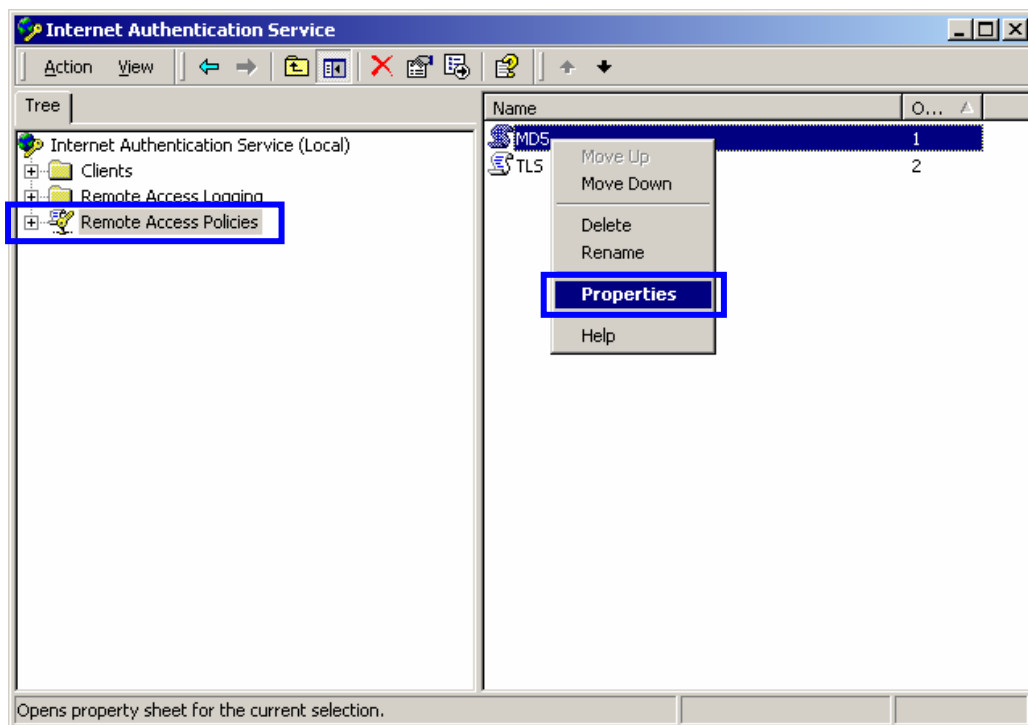 Internet Authentication Service
Action View
Tree
Name O...
Internet Authentication Service (Local)
Clients
Remote Access Logging
Remote Access Policies
MD5 1
TLS 2
Move Up
Move Down
Delete
Rename
Properties
Help
Opens property sheet for the current selection.